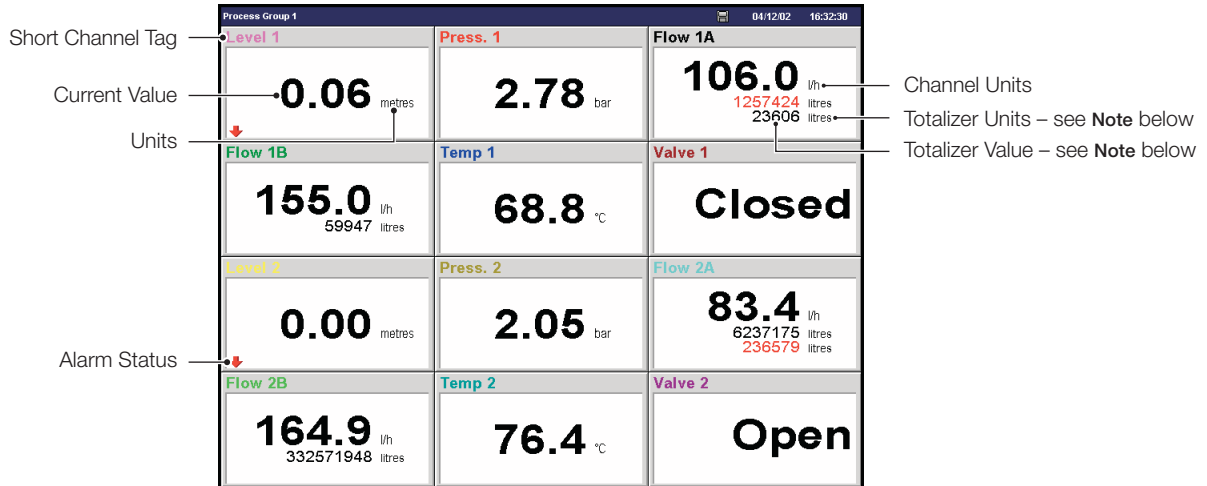 Process Group 1 04/12/02 16:32:30
Short Channel Tag
Level 1 Press. 1 Flow 1A
Current Value
0.06 metres 2.78 bar 106.0 l/h
Channel Units
1257424 litres
23606 litres
Totalizer Units – see Note below
Units
Totalizer Value – see Note below
Flow 1B Temp 1 Valve 1
155.0 l/h 68.8 °C Closed
59947 litres
Level 2 Press. 2 Flow 2A
0.00 metres 2.05 bar 83.4 l/h
6237175 litres
236579 litres
Alarm Status
Flow 2B Temp 2 Valve 2
164.9 l/h 76.4 °C Open
332571948 litres